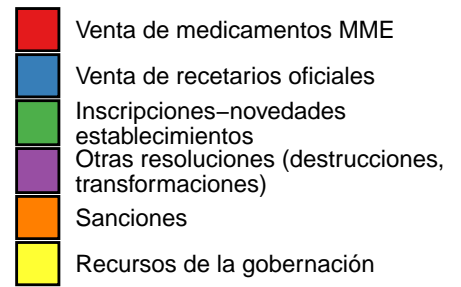 Venta de medicamentos MME
Venta de recetarios oficiales
Inscripciones−novedades
establecimientos
Otras resoluciones (destrucciones,
transformaciones)
Sanciones
Recursos de la gobernación